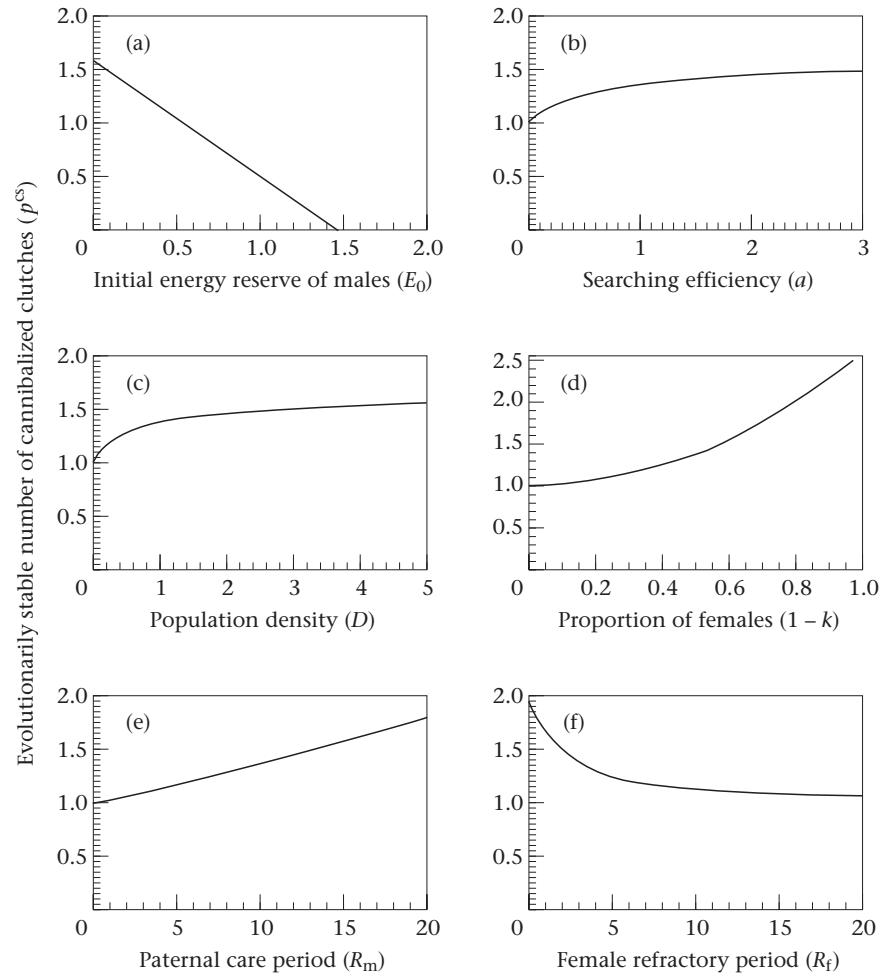 Evolutionarily stable number of cannibalized clutches (p^cs)
2.0
(a)
1.5
1.0
0.5
0.5 1.0 1.5 2.0
Initial energy reserve of males (E_0)
2.0
(b)
1.5
1.0
0.5
0 1 2 3
Searching efficiency (a)
2.0
(c)
1.5
1.0
0.5
0 1 2 3 4 5
Population density (D)
2.5
(d)
2.0
1.5
1.0
0.5
0 0.2 0.4 0.6 0.8 1.0
Proportion of females (1 – k)
2.0
(e)
1.5
1.0
0.5
0 5 10 15 20
Paternal care period (R_m)
2.0
(f)
1.5
1.0
0.5
0 5 10 15 20
Female refractory period (R_f)